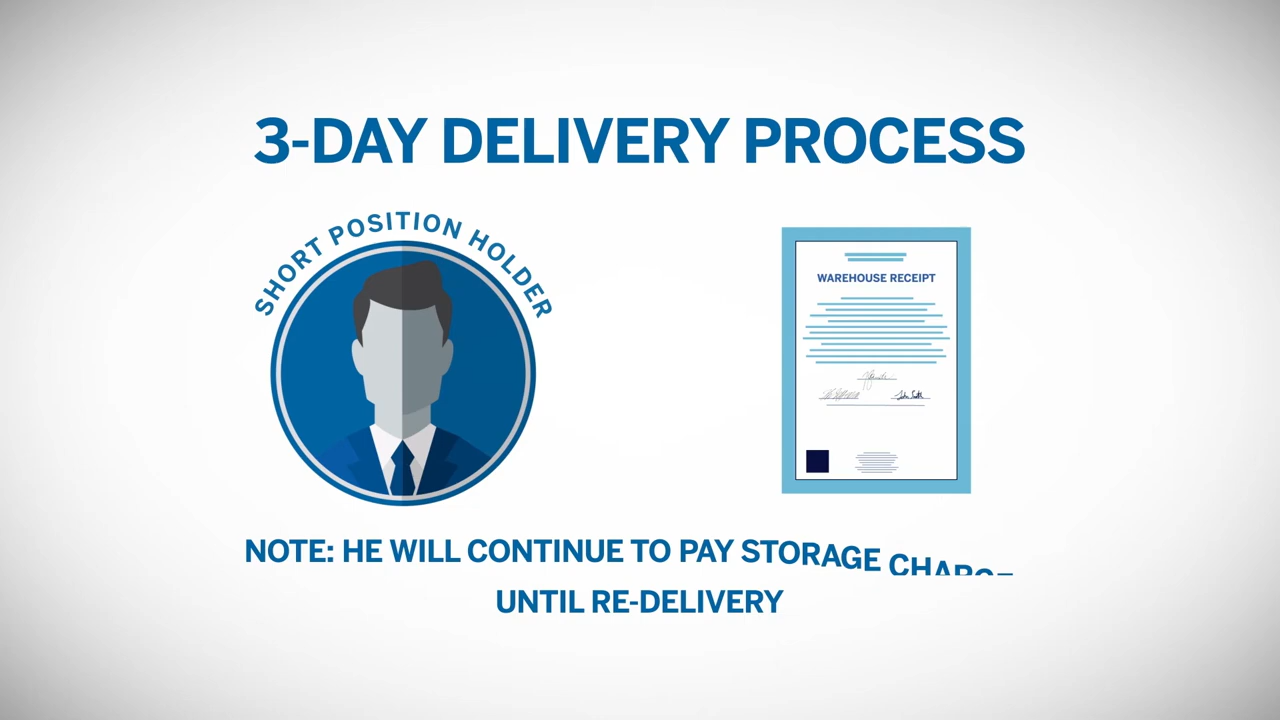 3-DAY DELIVERY PROCESS
SHORT POSITION HOLDER
WAREHOUSE RECEIPT
NOTE: HE WILL CONTINUE TO PAY STORAGE
UNTIL RE-DELIVERY